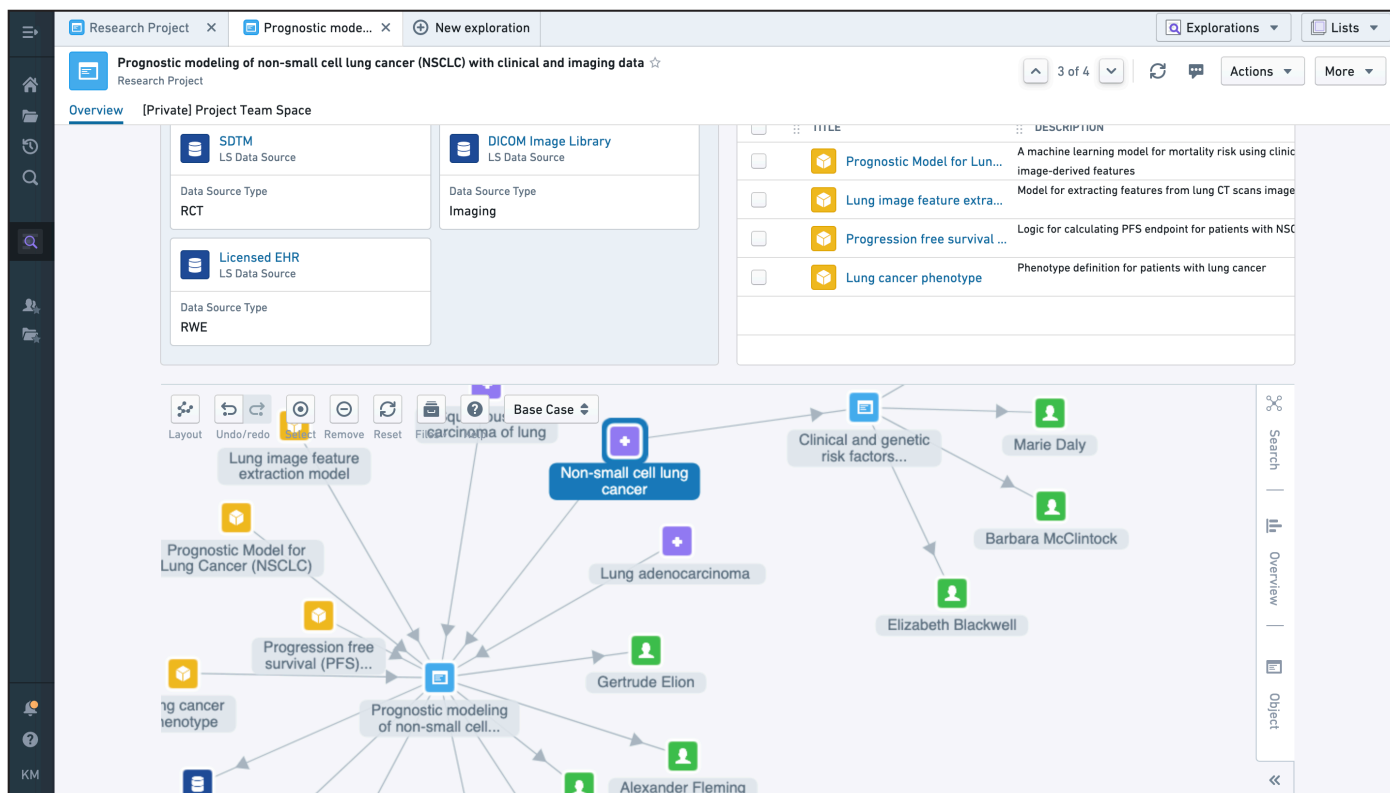 Research Project
Prognostic mode...
New exploration
Explorations
Lists
Prognostic modeling of non-small cell lung cancer (NSCLC) with clinical and imaging data
Research Project
3 of 4
Actions
More
Overview
[Private] Project Team Space
SDTM
LS Data Source
Data Source Type
RCT
DICOM Image Library
LS Data Source
Data Source Type
Imaging
Licensed EHR
LS Data Source
Data Source Type
RWE
TITLE
DESCRIPTION
Prognostic Model for Lun...
A machine learning model for mortality risk using clinic
image-derived features
Lung image feature extra...
Model for extracting features from lung CT scans image
Progression free survival ...
Logic for calculating PFS endpoint for patients with NSC
Lung cancer phenotype
Phenotype definition for patients with lung cancer
Layout
Undo/redo
Select
Remove
Reset
Base Case
carcinoma of lung
Lung image feature
extraction model
Non-small cell lung
cancer
Clinical and genetic
risk factors...
Marie Daly
Barbara McClintock
Elizabeth Blackwell
Prognostic Model for
Lung Cancer (NSCLC)
Lung adenocarcinoma
Progression free
survival (PFS)...
Gertrude Elion
ng cancer
henotype
Prognostic modeling
of non-small cell...
Alexander Fleming
Search
Overview
Object
KM